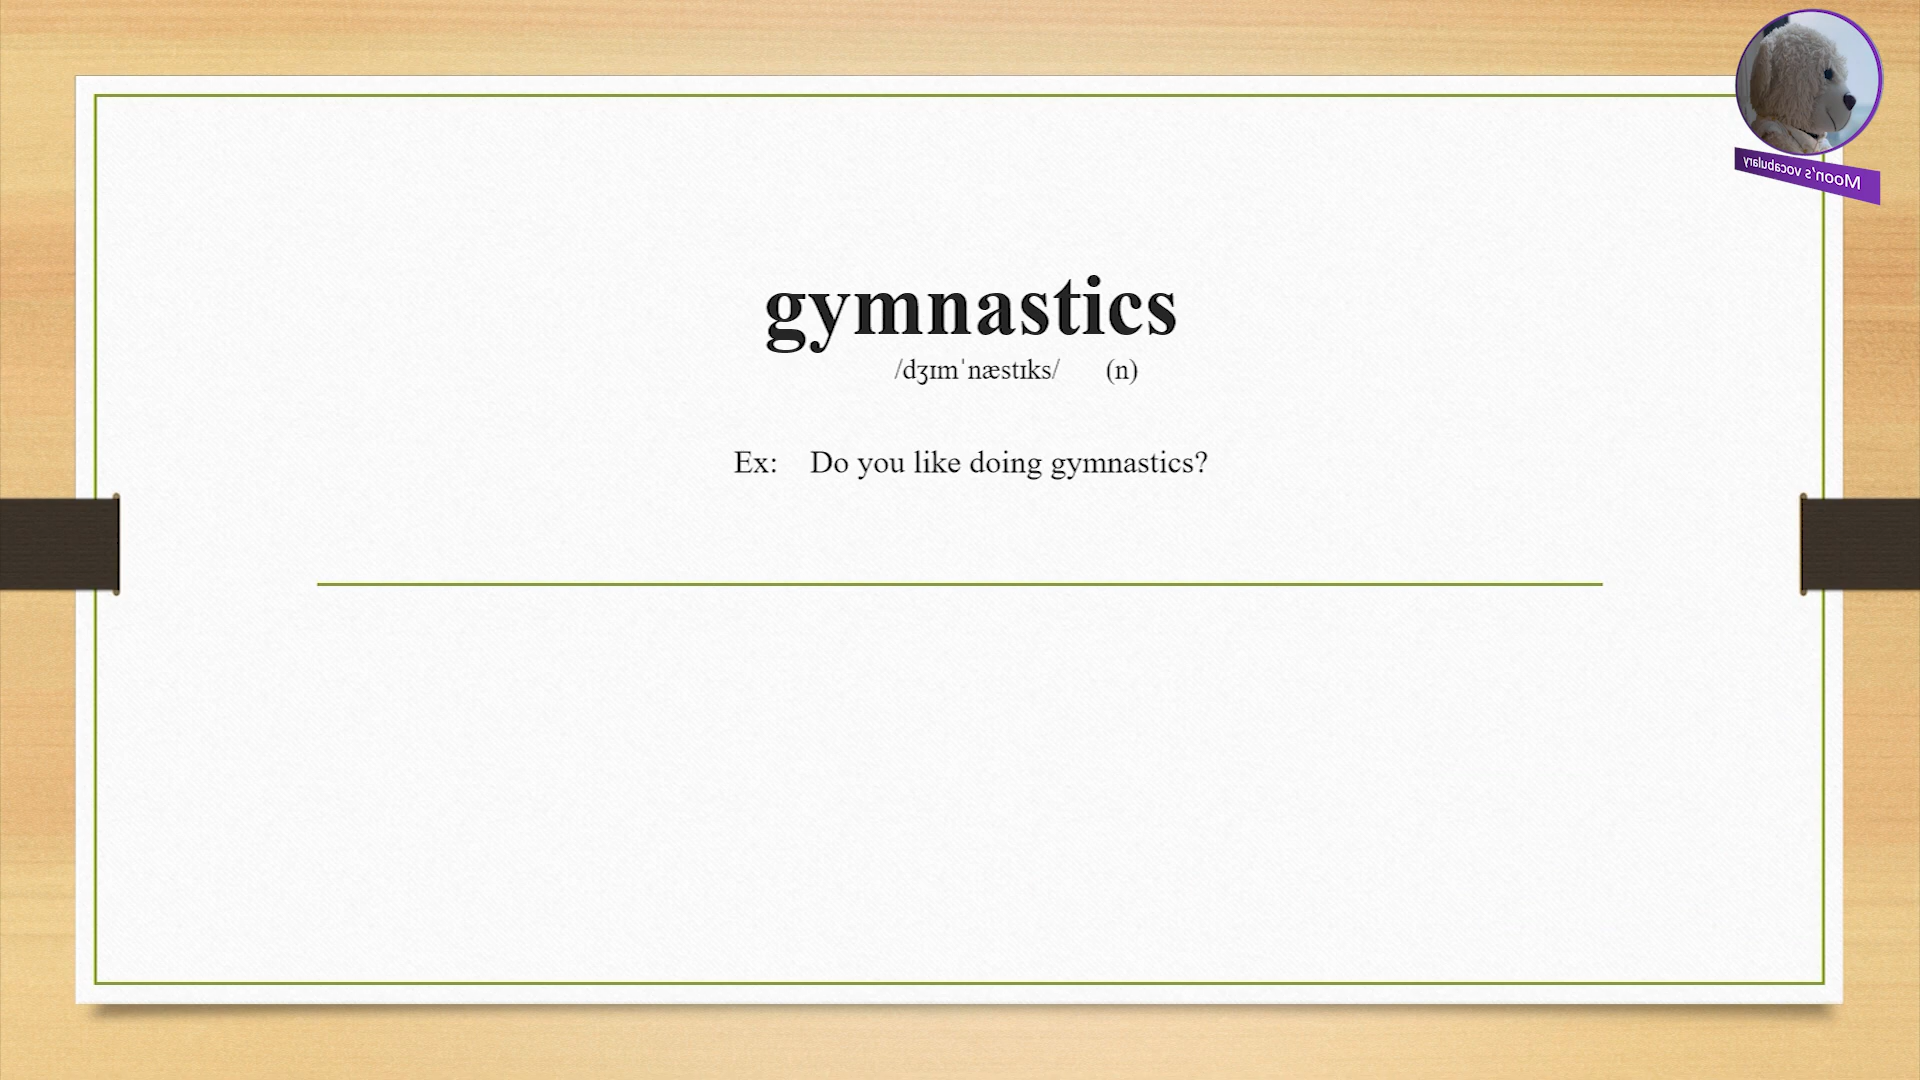 Moon's vocabulary
gymnastics
/dʒɪmˈnæstɪks/ (n)
Ex: Do you like doing gymnastics?